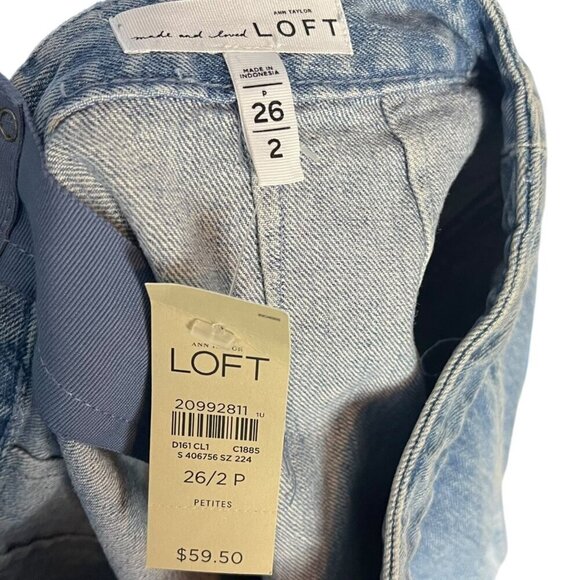 ANN TAYLOR
made and loved LOFT
MADE IN
INDONESIA
P
26
2
ANN TAYLOR
LOFT
20992811 1U
D161 CL1 C1885
S 406756 SZ 224
26/2 P
PETITES
$59.50